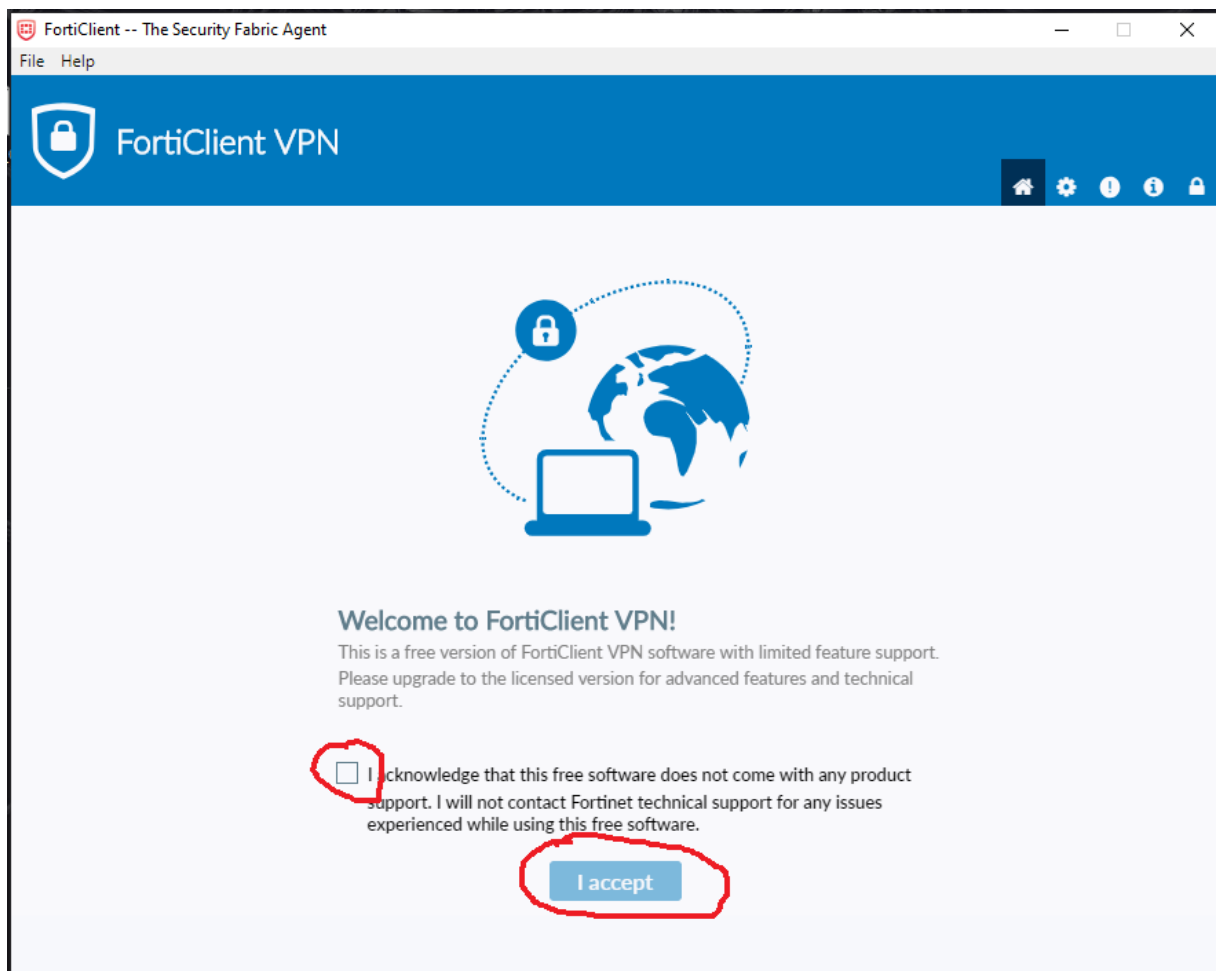 FortiClient -- The Security Fabric Agent
File Help
FortiClient VPN
Welcome to FortiClient VPN!
This is a free version of FortiClient VPN software with limited feature support.
Please upgrade to the licensed version for advanced features and technical
support.
I acknowledge that this free software does not come with any product
support. I will not contact Fortinet technical support for any issues
experienced while using this free software.
I accept